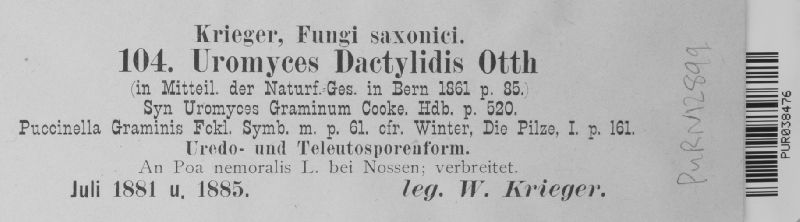 Krieger, Fungi saxonici.
104. Uromyces Dactylidis Otth
(in Mitteil. der Naturf. Ges. in Bern 1861 p. 85.)
Syn Uromyces Graminum Cooke. Hdb. p. 520.
Puccinella Graminis Fckl. Symb. m. p. 61. cfr. Winter, Die Pilze, I. p. 161.
Uredo- und Teleutosporenform.
An Poa nemoralis L. bei Nossen; verbreitet.
Juli 1881 u. 1885. leg. W. Krieger.
PURN12899
PUR038476